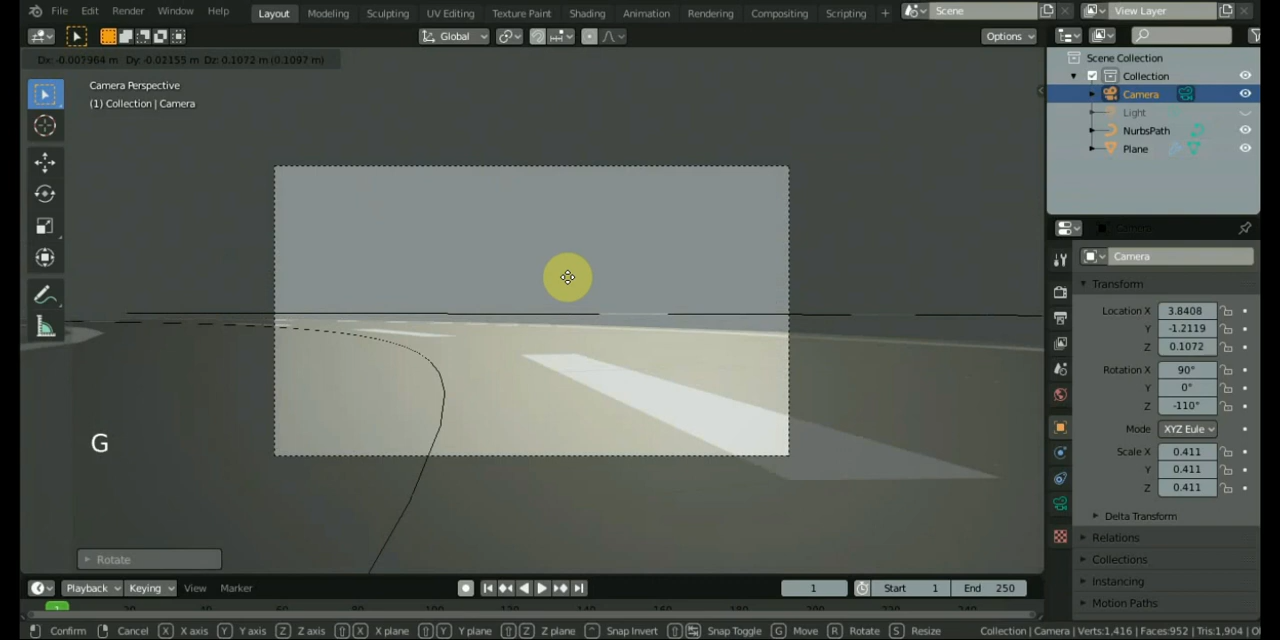 File Edit Render Window Help Layout Modeling Sculpting UV Editing Texture Paint Shading Animation Rendering Compositing Scripting + Scene View Layer
Global Options
Dx: -0.007964 m Dy: -0.02155 m Dz: 0.1072 m (0.1097 m)
Camera Perspective
(1) Collection | Camera
G
Rotate
Scene Collection
Collection
Camera
Light
NurbsPath
Plane
Camera
Camera
Transform
Location X 3.8408
Y -1.2119
Z 0.1072
Rotation X 90°
Y 0°
Z -110°
Mode XYZ Eule
Scale X 0.411
Y 0.411
Z 0.411
Delta Transform
Relations
Collections
Instancing
Motion Paths
Playback Keying View Marker 1 Start 1 End 250
1
Confirm Cancel X X axis Y Y axis Z Z axis X X plane Y Y plane Z Z plane Snap Invert Snap Toggle G Move R Rotate S Resize Collection | Camera | Verts:1,416 | Faces:952 | Tris:1,904